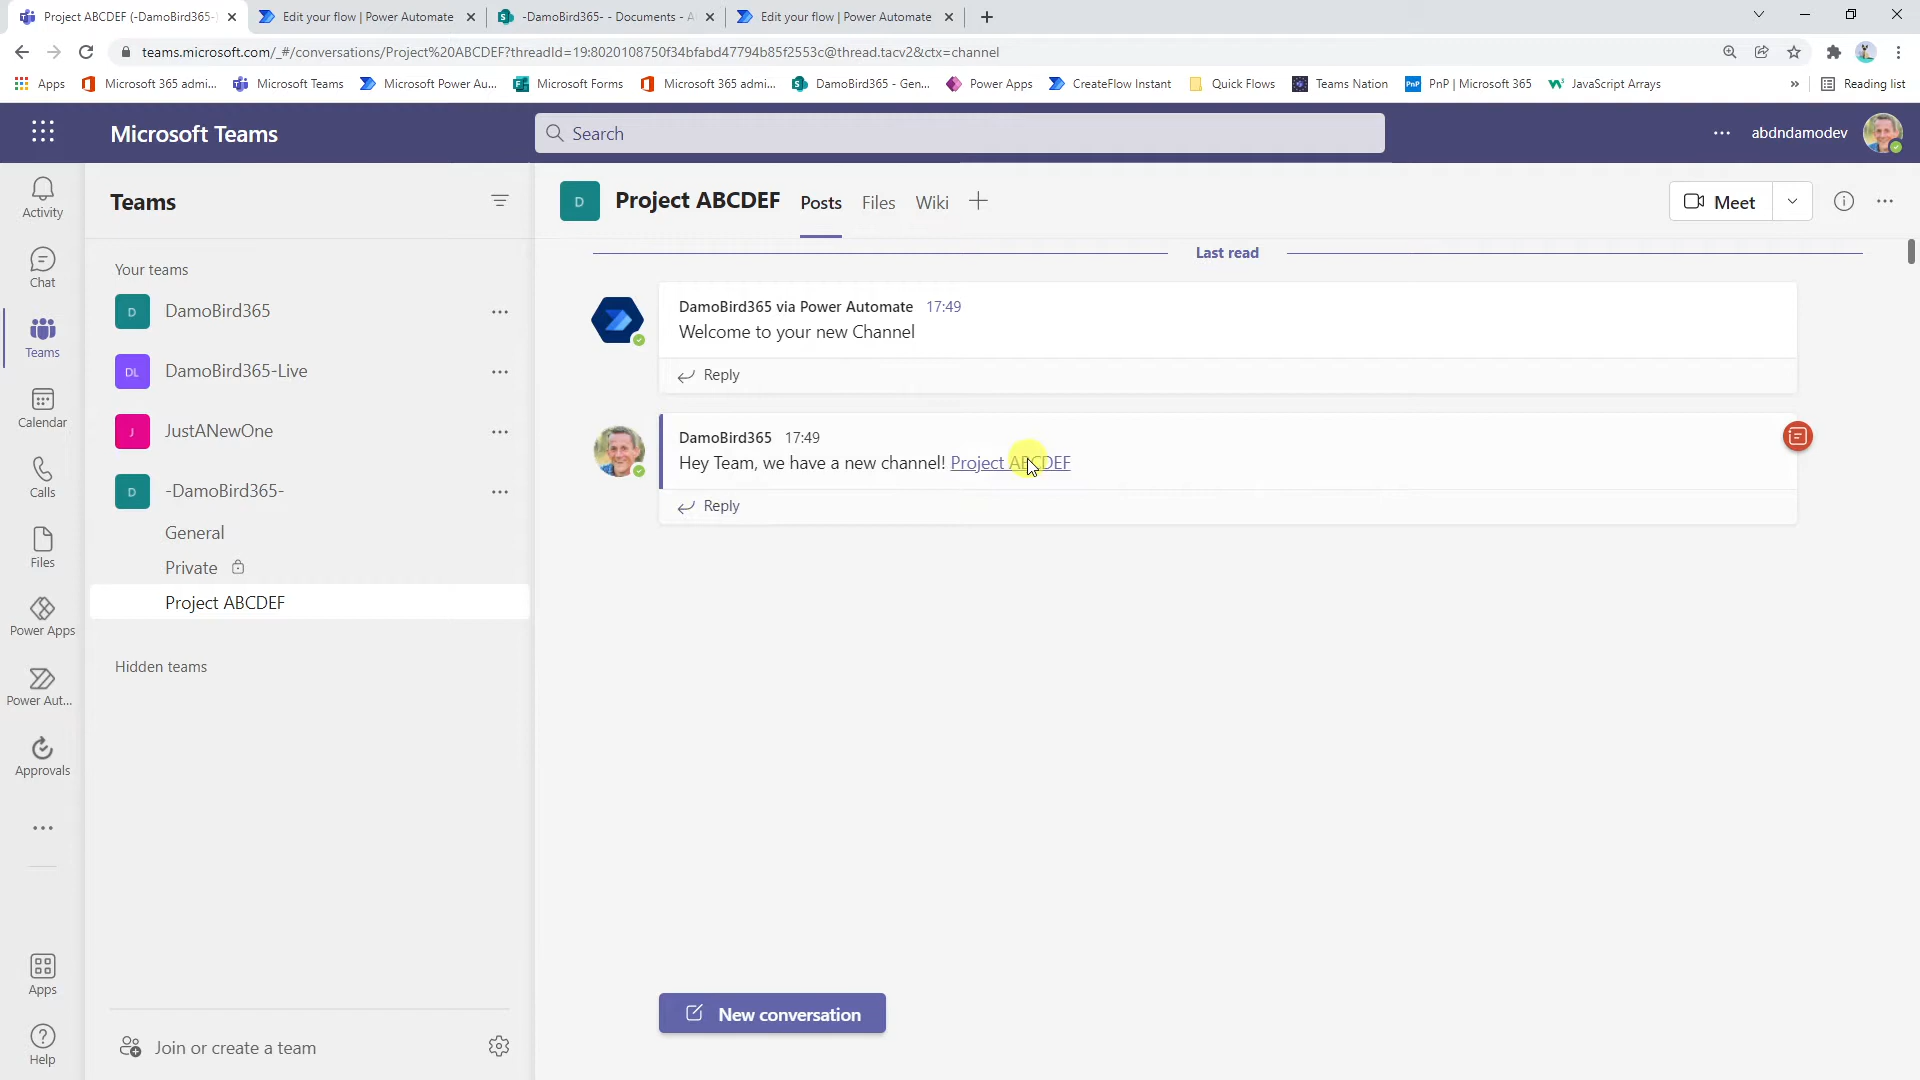 Project ABCDEF (-DamoBird365-)
Edit your flow | Power Automate
-DamoBird365- - Documents - A
Edit your flow | Power Automate
teams.microsoft.com/_#/conversations/Project%20ABCDEF?threadId=19:8020108750f34bfabd47794b85f2553c@thread.tacv2&ctx=channel
Apps
Microsoft 365 admi...
Microsoft Teams
Microsoft Power Au...
Microsoft Forms
Microsoft 365 admi...
DamoBird365 - Gen...
Power Apps
CreateFlow Instant
Quick Flows
Teams Nation
PnP
PnP | Microsoft 365
JavaScript Arrays
»
Reading list
Microsoft Teams
Search
abdndamodev
Activity
Chat
Teams
Calendar
Calls
Files
Power Apps
Power Aut...
Approvals
Apps
Help
Teams
Your teams
D
DamoBird365
DL
DamoBird365-Live
J
JustANewOne
D
-DamoBird365-
General
Private
Project ABCDEF
Hidden teams
Join or create a team
D
Project ABCDEF
Posts
Files
Wiki
Meet
Last read
DamoBird365 via Power Automate 17:49
Welcome to your new Channel
Reply
DamoBird365 17:49
Hey Team, we have a new channel! Project ABCDEF
Reply
New conversation